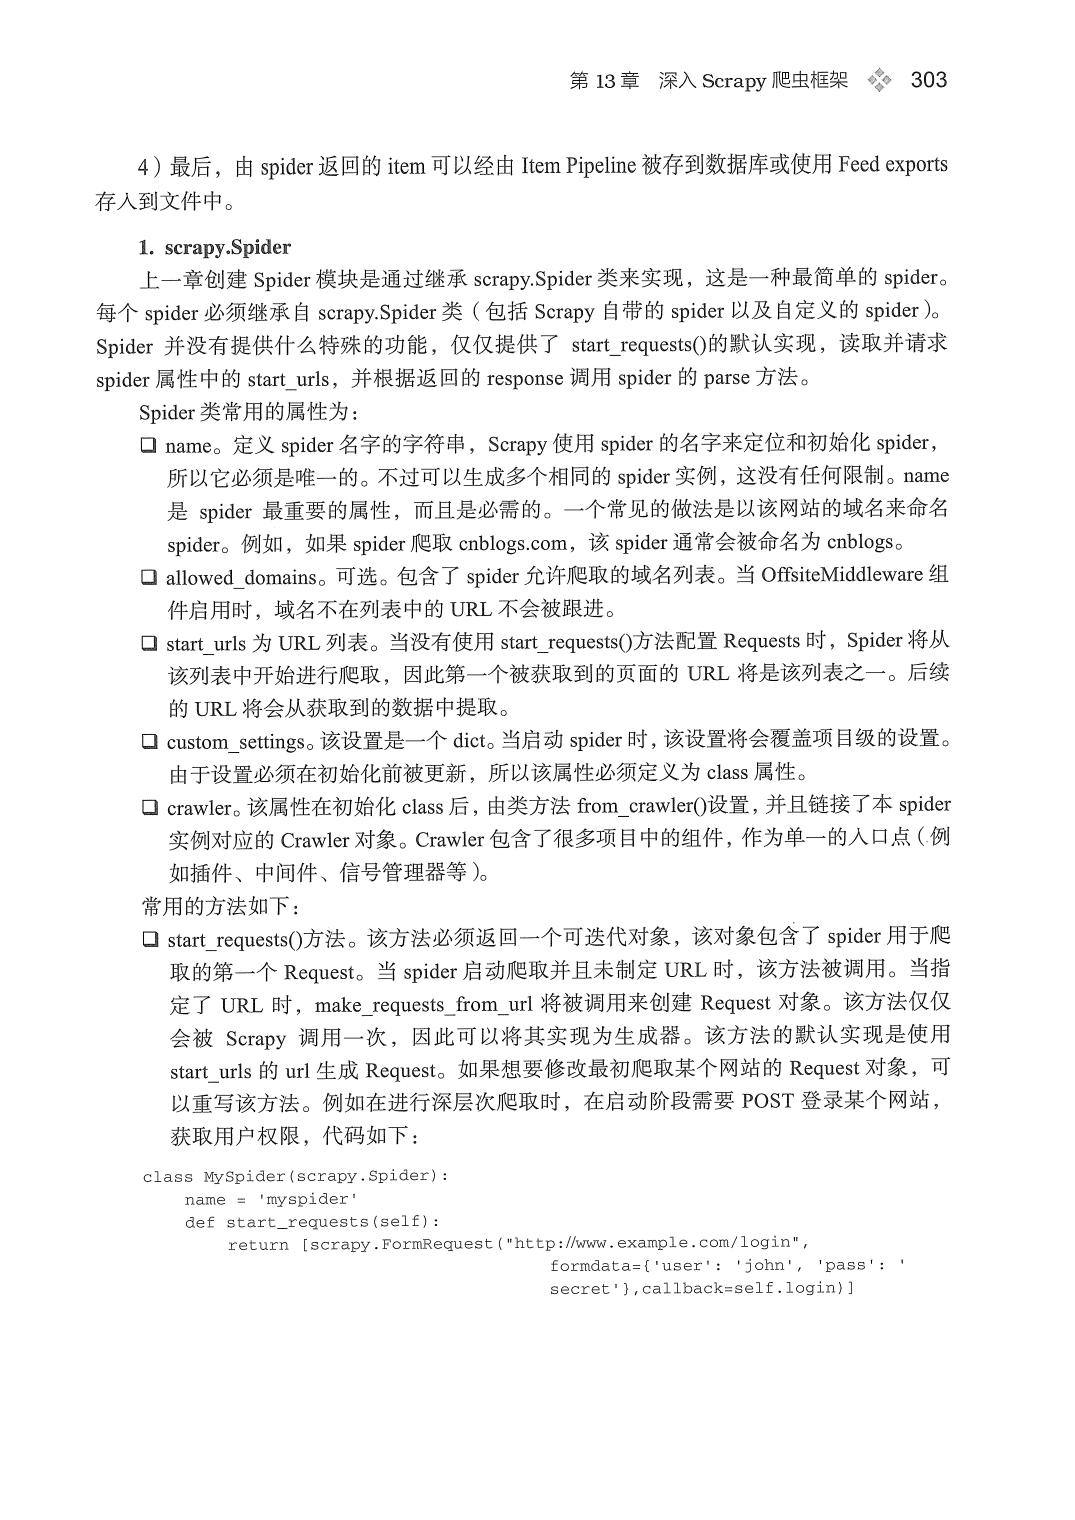 第 13 章　深入 Scrapy 爬虫框架　303
4）最后，由 spider 返回的 item 可以经由 Item Pipeline 被存到数据库或使用 Feed exports
存入到文件中。
1. scrapy.Spider
上一章创建 Spider 模块是通过继承 scrapy.Spider 类来实现，这是一种最简单的 spider。
每个 spider 必须继承自 scrapy.Spider 类（包括 Scrapy 自带的 spider 以及自定义的 spider）。
Spider 并没有提供什么特殊的功能，仅仅提供了 start_requests()的默认实现，读取并请求
spider 属性中的 start_urls，并根据返回的 response 调用 spider 的 parse 方法。
Spider 类常用的属性为：
❑ name。定义 spider 名字的字符串，Scrapy 使用 spider 的名字来定位和初始化 spider，
所以它必须是唯一的。不过可以生成多个相同的 spider 实例，这没有任何限制。name
是 spider 最重要的属性，而且是必需的。一个常见的做法是以该网站的域名来命名
spider。例如，如果 spider 爬取 cnblogs.com，该 spider 通常会被命名为 cnblogs。
❑ allowed_domains。可选。包含了 spider 允许爬取的域名列表。当 OffsiteMiddleware 组
件启用时，域名不在列表中的 URL 不会被跟进。
❑ start_urls 为 URL 列表。当没有使用 start_requests()方法配置 Requests 时，Spider 将从
该列表中开始进行爬取，因此第一个被获取到的页面的 URL 将是该列表之一。后续
的 URL 将会从获取到的数据中提取。
❑ custom_settings。该设置是一个 dict。当启动 spider 时，该设置将会覆盖项目级的设置。
由于设置必须在初始化前被更新，所以该属性必须定义为 class 属性。
❑ crawler。该属性在初始化 class 后，由类方法 from_crawler()设置，并且链接了本 spider
实例对应的 Crawler 对象。Crawler 包含了很多项目中的组件，作为单一的入口点（例
如插件、中间件、信号管理器等）。
常用的方法如下：
❑ start_requests()方法。该方法必须返回一个可迭代对象，该对象包含了 spider 用于爬
取的第一个 Request。当 spider 启动爬取并且未制定 URL 时，该方法被调用。当指
定了 URL 时，make_requests_from_url 将被调用来创建 Request 对象。该方法仅仅
会被 Scrapy 调用一次，因此可以将其实现为生成器。该方法的默认实现是使用
start_urls 的 url 生成 Request。如果想要修改最初爬取某个网站的 Request 对象，可
以重写该方法。例如在进行深层次爬取时，在启动阶段需要 POST 登录某个网站，
获取用户权限，代码如下：
class MySpider(scrapy.Spider):
name = 'myspider'
def start_requests(self):
return [scrapy.FormRequest("http://www.example.com/login",
formdata={'user': 'john', 'pass': '
secret'},callback=self.login)]